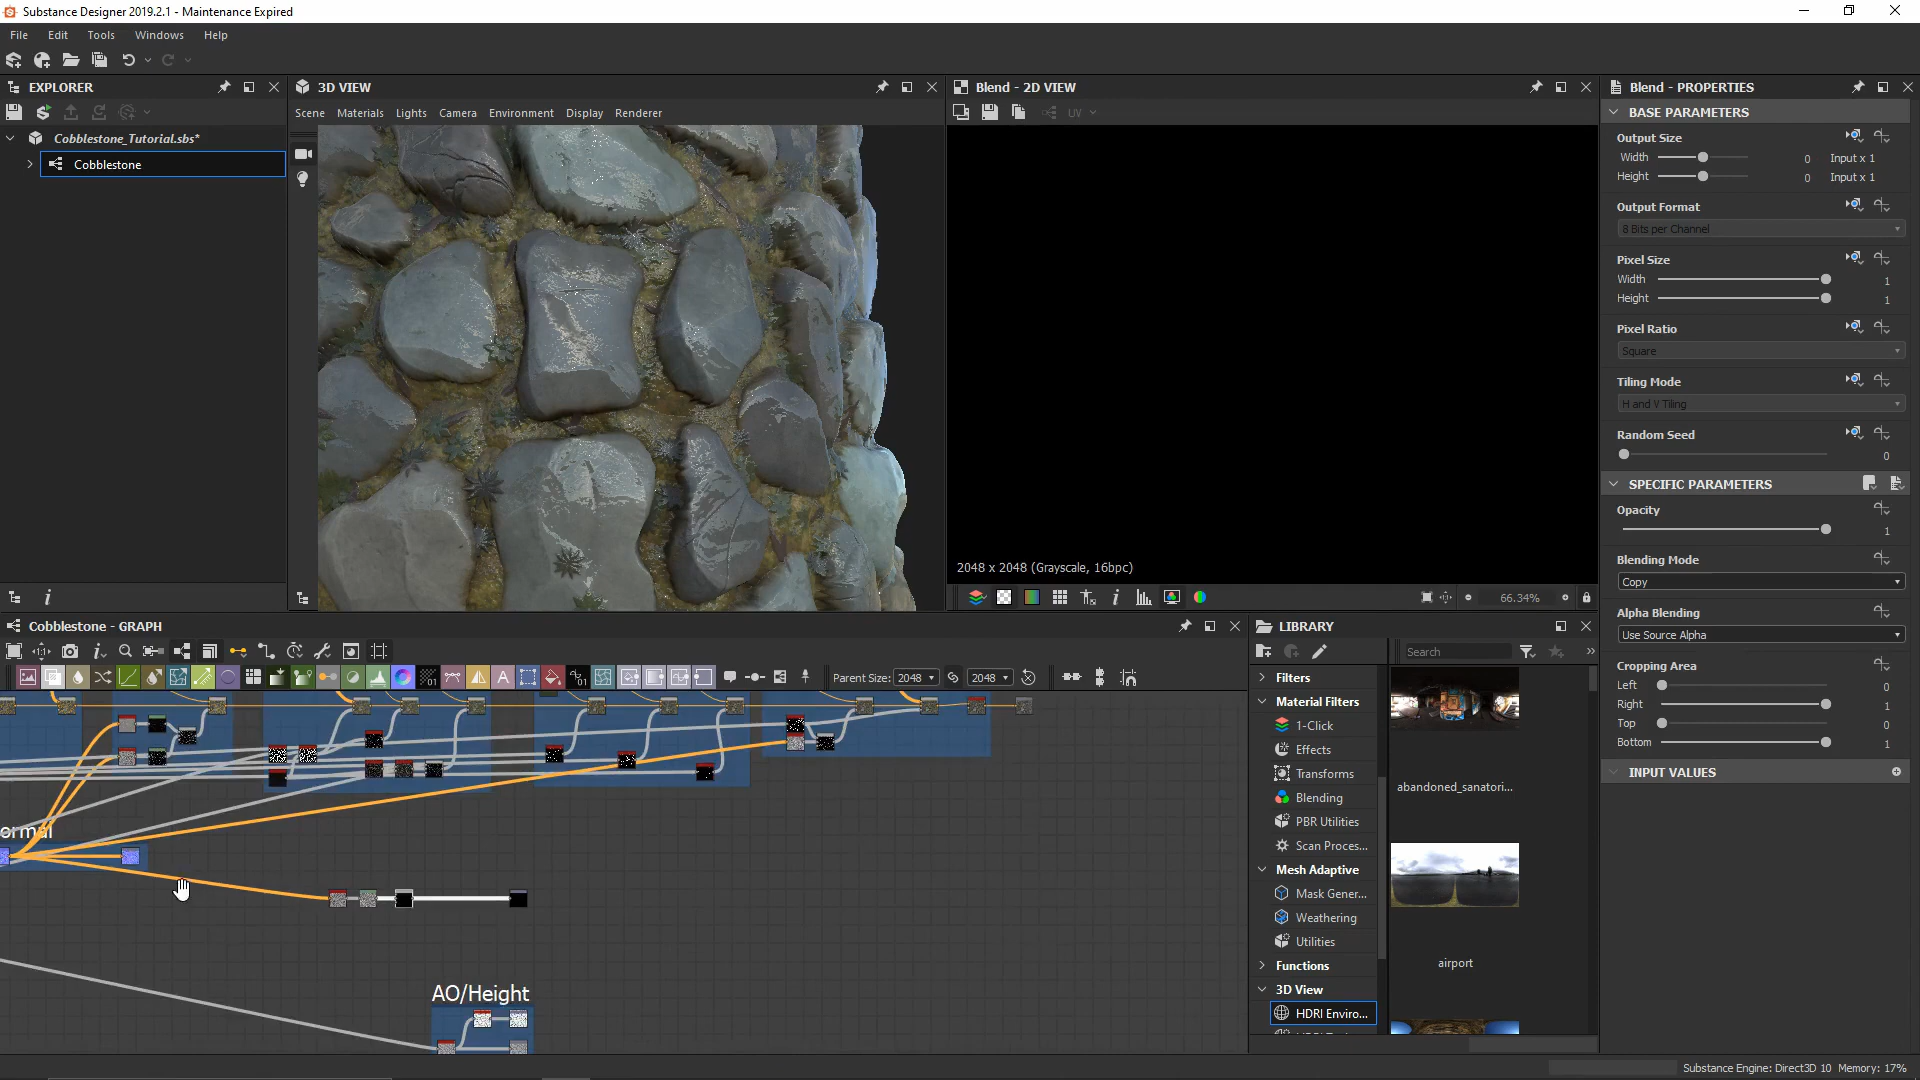 Substance Designer 2019.2.1 - Maintenance Expired
File Edit Tools Windows Help
EXPLORER
Cobblestone_Tutorial.sbs*
Cobblestone
3D VIEW
Scene Materials Lights Camera Environment Display Renderer
Blend - 2D VIEW
UV
2048 x 2048 (Grayscale, 16bpc)
66.34%
Blend - PROPERTIES
BASE PARAMETERS
Output Size
Width 0 Input x 1
Height 0 Input x 1
Output Format
8 Bits per Channel
Pixel Size
Width 1
Height 1
Pixel Ratio
Square
Tiling Mode
H and V Tiling
Random Seed
0
SPECIFIC PARAMETERS
Opacity
1
Blending Mode
Copy
Alpha Blending
Use Source Alpha
Cropping Area
Left 0
Right 1
Top 0
Bottom 1
INPUT VALUES
Cobblestone - GRAPH
Parent Size: 2048 2048
ormal
AO/Height
LIBRARY
Search
Filters
Material Filters
1-Click
Effects
Transforms
Blending
PBR Utilities
Scan Proces...
Mesh Adaptive
Mask Gener...
Weathering
Utilities
Functions
3D View
HDRI Enviro...
abandoned_sanatori...
airport
Substance Engine: Direct3D 10 Memory: 17%